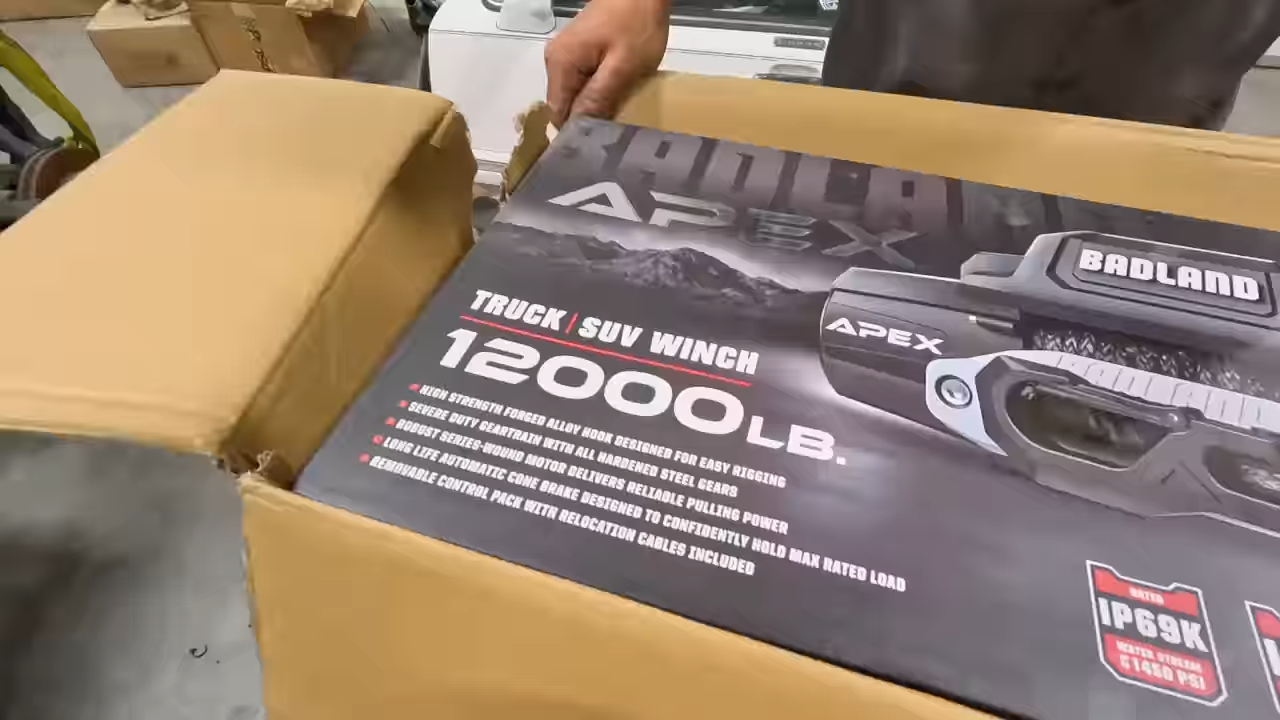 BADLA
APEX
BADLAND
APEX
TRUCK | SUV WINCH
12000LB.
HIGH STRENGTH FORGED ALLOY HOOK DESIGNED FOR EASY RIGGING
SEVERE DUTY GEARTRAIN WITH ALL HARDENED STEEL GEARS
ROBUST SERIES-WOUND MOTOR DELIVERS RELIABLE PULLING POWER
LONG LIFE AUTOMATIC CONE BRAKE DESIGNED TO CONFIDENTLY HOLD MAX RATED LOAD
REMOVABLE CONTROL PACK WITH RELOCATION CABLES INCLUDED
BADLAND
RATED
IP69K
WATER STREAM
1450 PSI